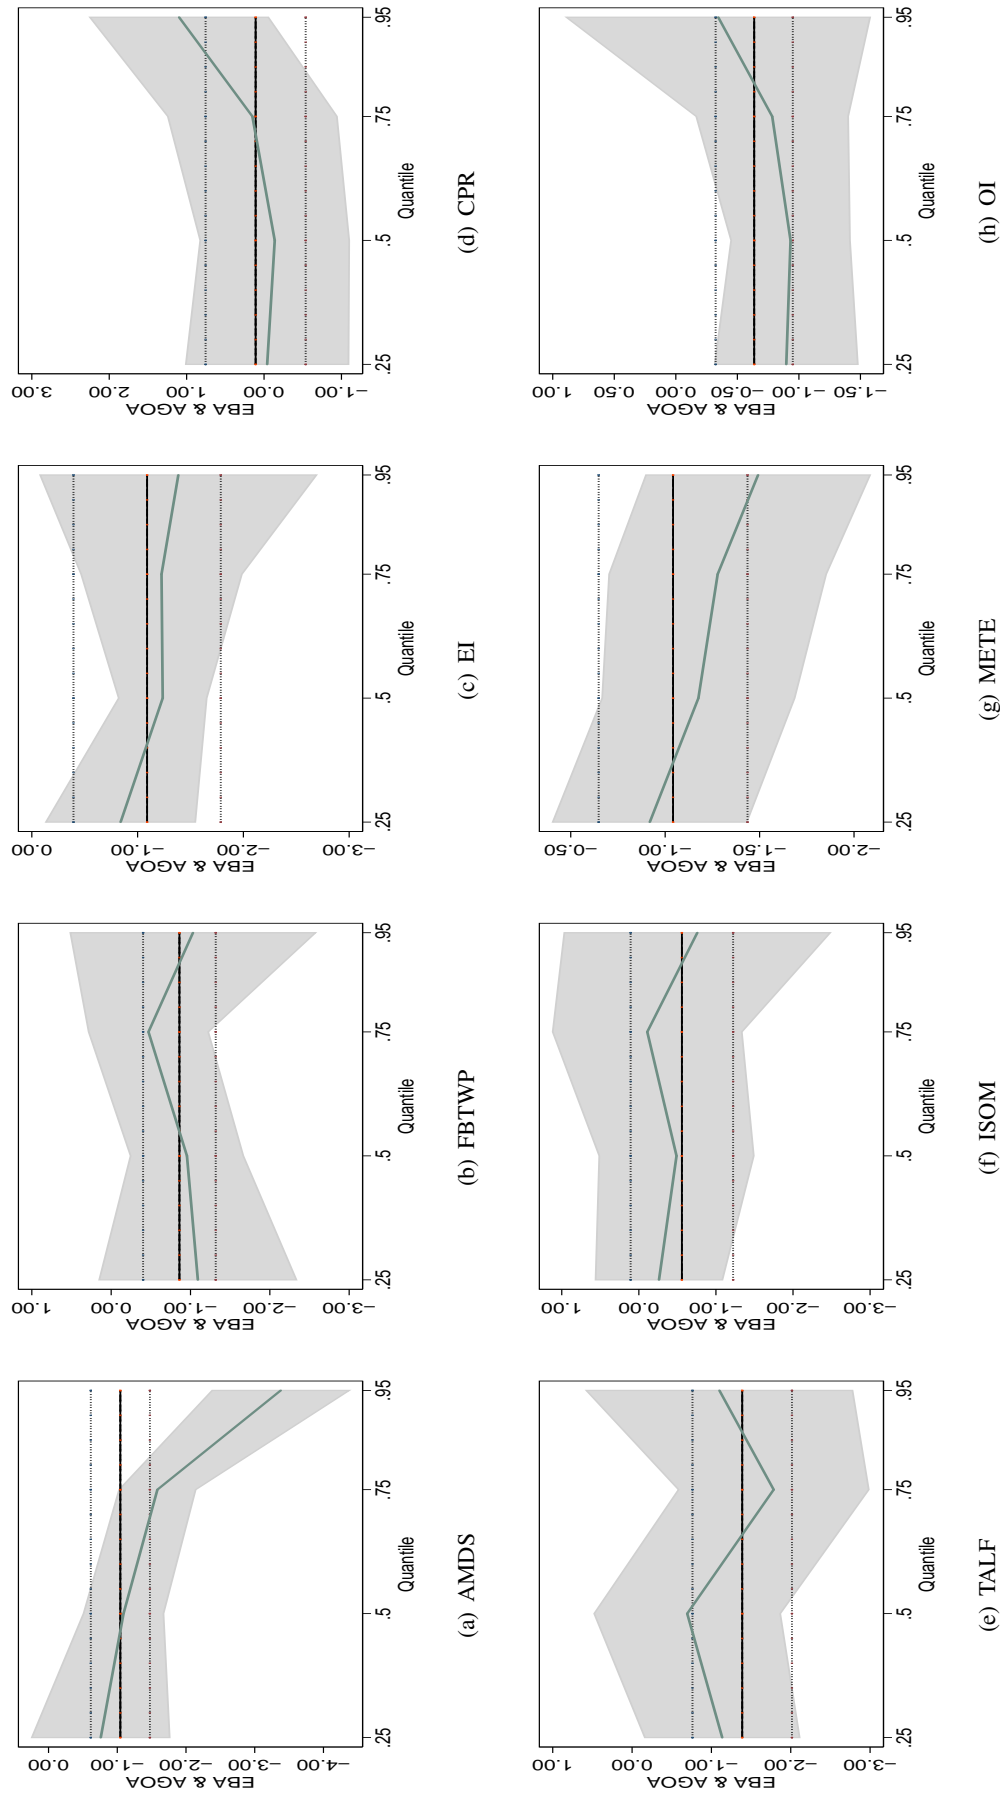 EBA & AGOA
0.00
−1.00
−2.00
−3.00
−4.00
.25
.5
.75
.95
Quantile
(a) AMDS
EBA & AGOA
1.00
0.00
−1.00
−2.00
−3.00
.25
.5
.75
.95
Quantile
(b) FBTWP
EBA & AGOA
0.00
−1.00
−2.00
−3.00
.25
.5
.75
.95
Quantile
(c) EI
EBA & AGOA
3.00
2.00
1.00
0.00
−1.00
.25
.5
.75
.95
Quantile
(d) CPR
EBA & AGOA
1.00
0.00
−1.00
−2.00
−3.00
.25
.5
.75
.95
Quantile
(e) TALF
EBA & AGOA
1.00
0.00
−1.00
−2.00
−3.00
.25
.5
.75
.95
Quantile
(f) ISOM
EBA & AGOA
−0.50
−1.00
−1.50
−2.00
.25
.5
.75
.95
Quantile
(g) METE
EBA & AGOA
1.00
0.50
0.00
−0.50
−1.00
−1.50
.25
.5
.75
.95
Quantile
(h) OI